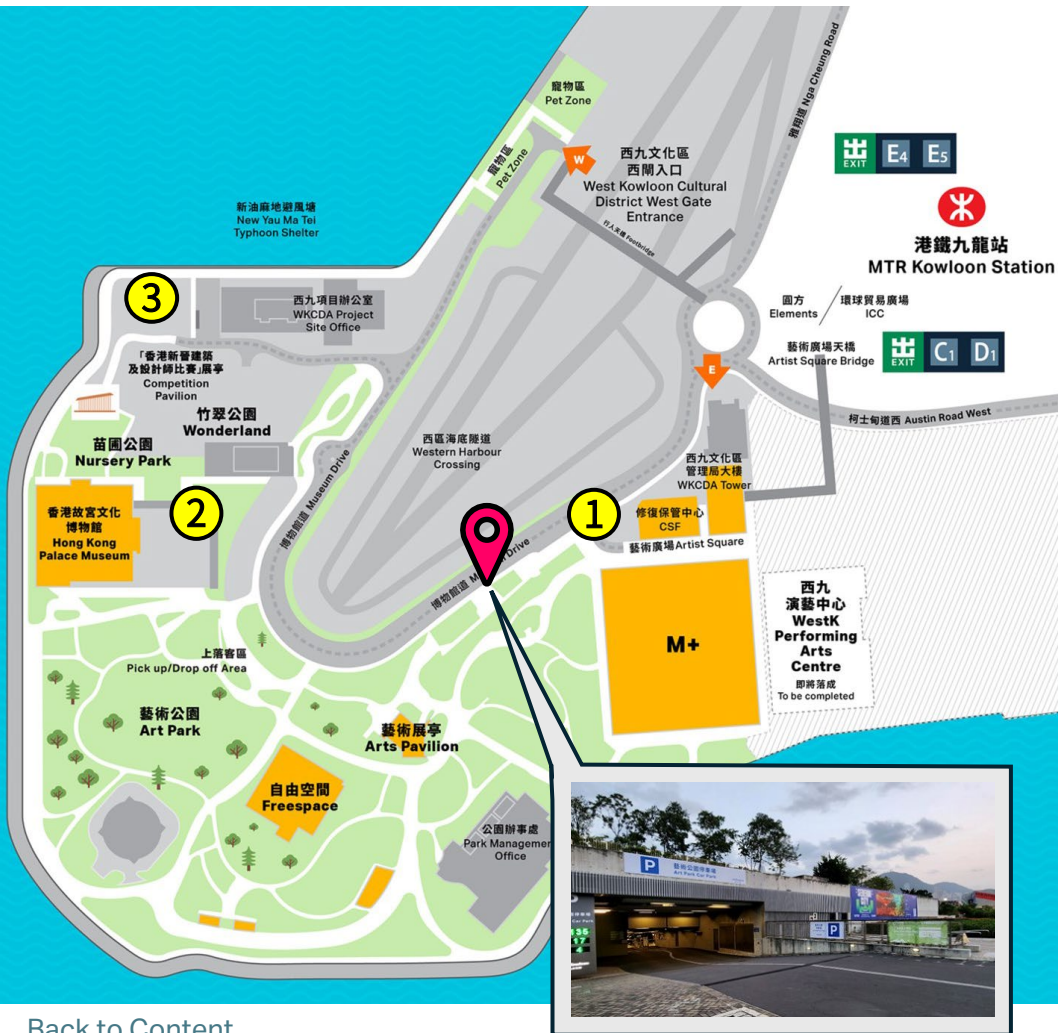 寵物區
Pet Zone
寵物區
Pet Zone
W
西九文化區
西閘入口
West Kowloon Cultural
District West Gate
Entrance
行人天橋 Footbridge
雅翔道 Nga Cheung Road
出
EXIT
E4
E5
港鐵九龍站
MTR Kowloon Station
圓方
Elements
環球貿易廣場
ICC
藝術廣場天橋
Artist Square Bridge
出
EXIT
C1
D1
E
柯士甸道西 Austin Road West
新油麻地避風塘
New Yau Ma Tei
Typhoon Shelter
3
西九項目辦公室
WKCDA Project
Site Office
「香港新晉建築
及設計師比賽」展亭
Competition
Pavilion
竹翠公園
Wonderland
苗圃公園
Nursery Park
西區海底隧道
Western Harbour
Crossing
博物館道 Museum Drive
香港故宮文化
博物館
Hong Kong
Palace Museum
2
1
西九文化區
管理局大樓
WKCDA Tower
修復保管中心
CSF
藝術廣場 Artist Square
博物館道 M Drive
M+
西九
演藝中心
WestK
Performing
Arts
Centre
即將落成
To be completed
上落客區
Pick up/Drop off Area
藝術公園
Art Park
藝術展亭
Arts Pavilion
自由空間
Freespace
公園辦事處
Park Managemen
Office
P
藝術公園停車場
Art Park Car Park
P
135
17
4
Back to Content